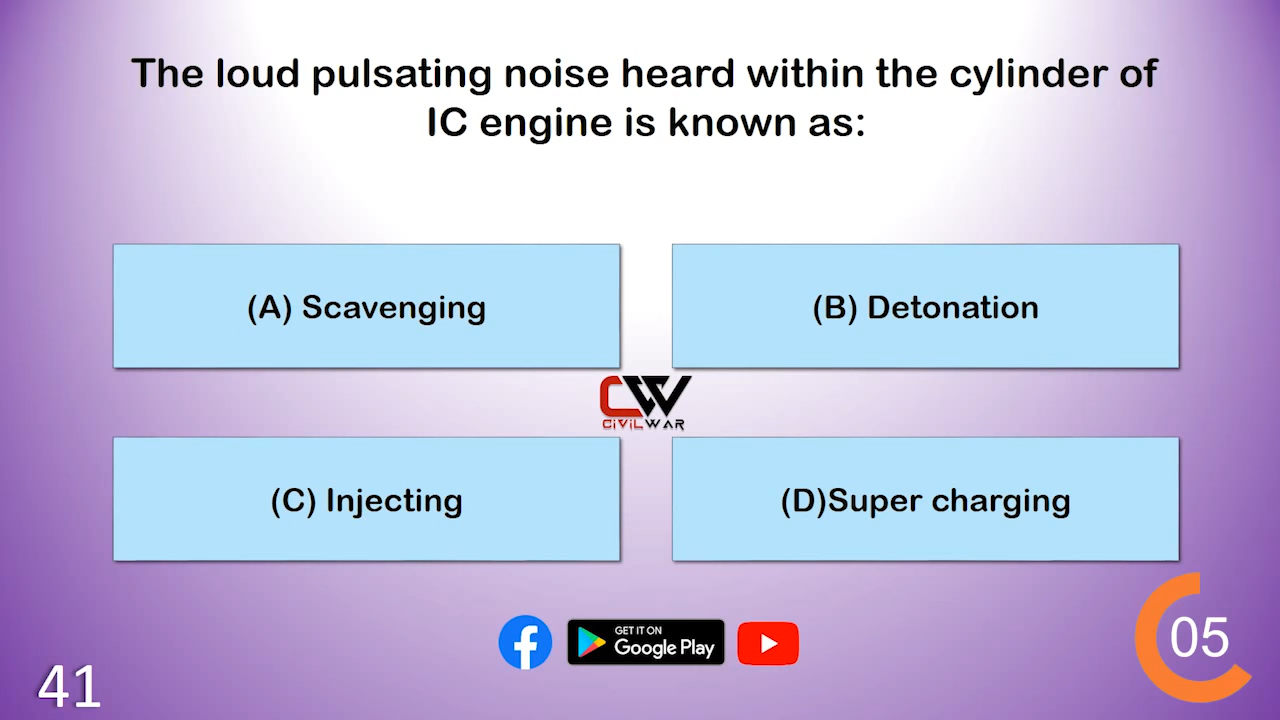 The loud pulsating noise heard within the cylinder of
IC engine is known as:
(A) Scavenging
(B) Detonation
CW
CiViLWAR
(C) Injecting
(D)Super charging
GET IT ON
Google Play
05
41